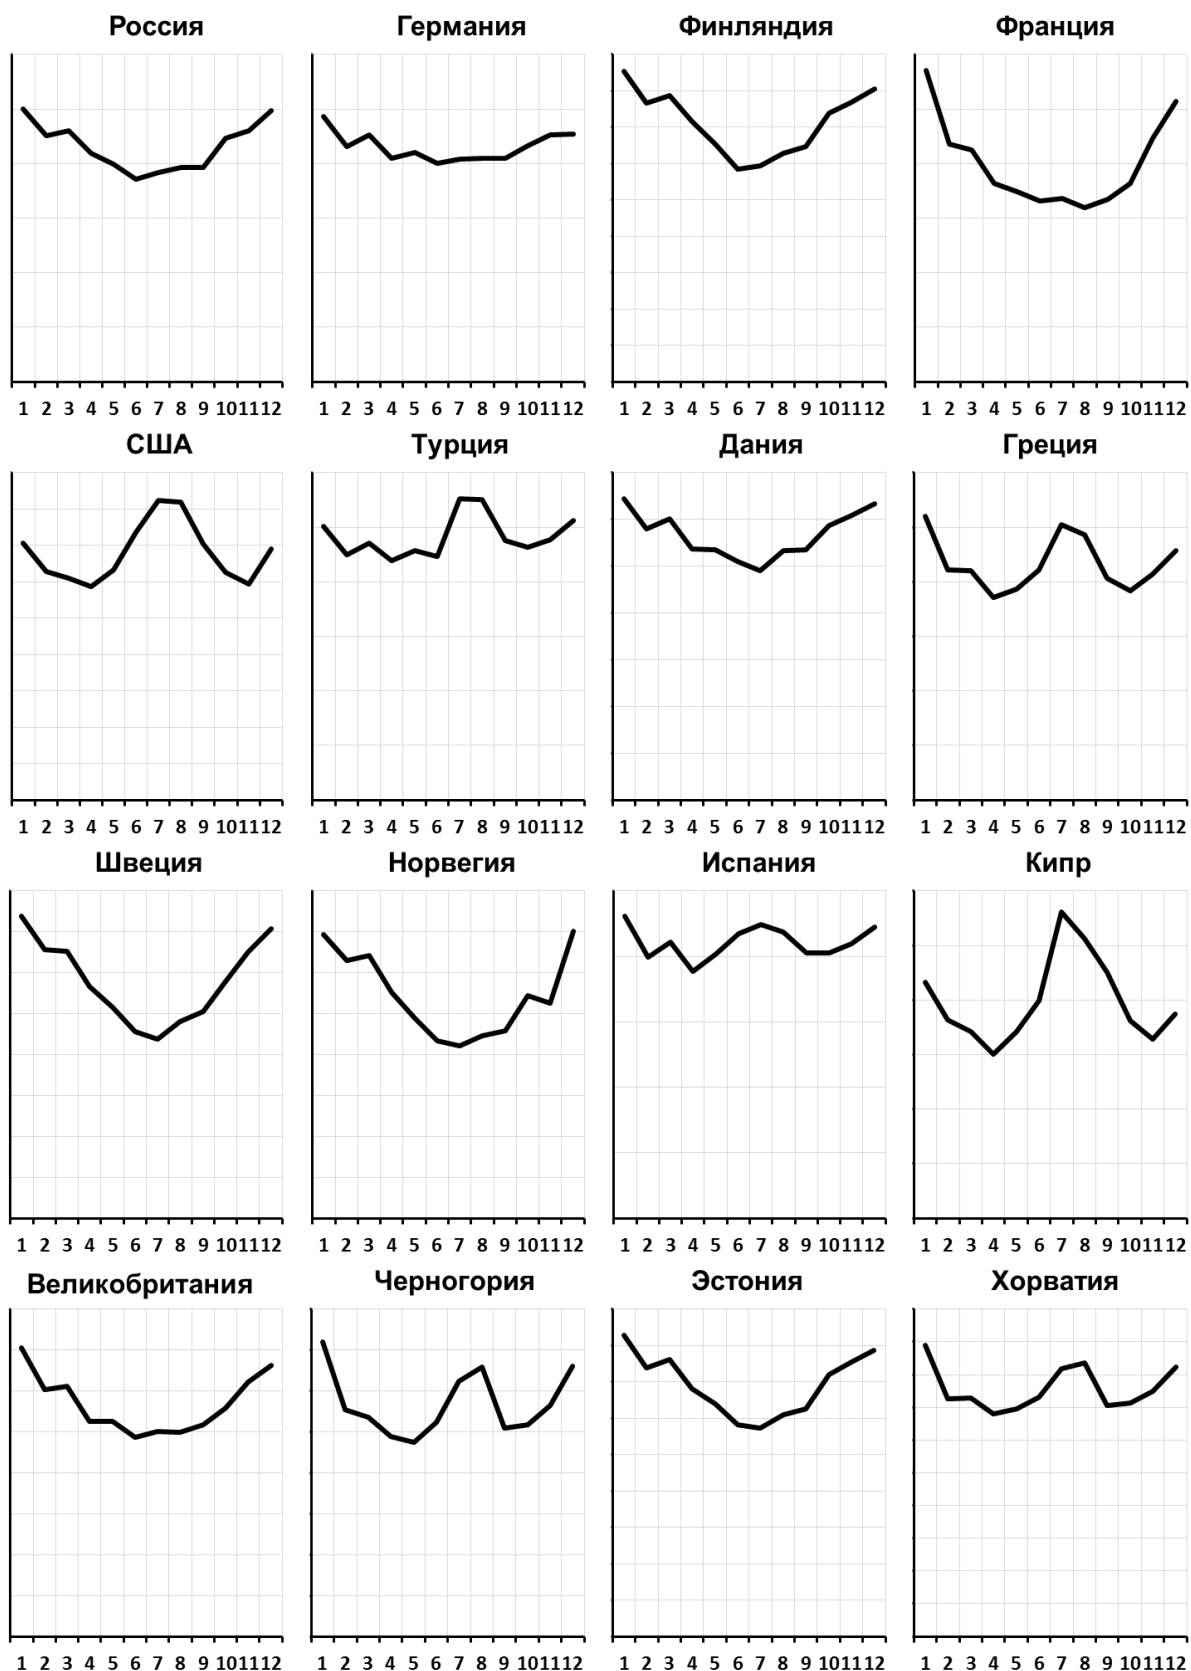 Россия Германия Финляндия Франция
1 2 3 4 5 6 7 8 9 10 11 12 1 2 3 4 5 6 7 8 9 10 11 12 1 2 3 4 5 6 7 8 9 10 11 12 1 2 3 4 5 6 7 8 9 10 11 12
США Турция Дания Греция
1 2 3 4 5 6 7 8 9 10 11 12 1 2 3 4 5 6 7 8 9 10 11 12 1 2 3 4 5 6 7 8 9 10 11 12 1 2 3 4 5 6 7 8 9 10 11 12
Швеция Норвегия Испания Кипр
1 2 3 4 5 6 7 8 9 10 11 12 1 2 3 4 5 6 7 8 9 10 11 12 1 2 3 4 5 6 7 8 9 10 11 12 1 2 3 4 5 6 7 8 9 10 11 12
Великобритания Черногория Эстония Хорватия
1 2 3 4 5 6 7 8 9 10 11 12 1 2 3 4 5 6 7 8 9 10 11 12 1 2 3 4 5 6 7 8 9 10 11 12 1 2 3 4 5 6 7 8 9 10 11 12